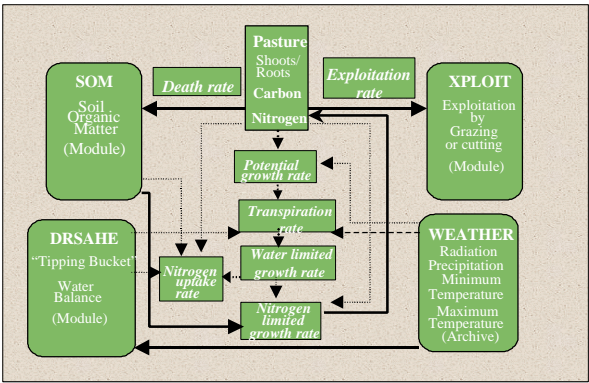 Pasture
Shoots/
Roots
Carbon
Nitrogen
SOM
Soil .
Organic
Matter
(Module)
Death rate
Exploitation
rate
XPLOIT
Exploitation
by
Grazing
or cutting
(Module)
Potential
growth rate
Transpiration
rate
DRSAHE
“Tipping Bucket”
Water
Balance
(Module)
Nitrogen
uptake
rate
Water limited
growth rate
Nitrogen
limited
growth rate
WEATHER
Radiation
Precipitation
Minimum
Temperature
Maximum
Temperature
(Archive)